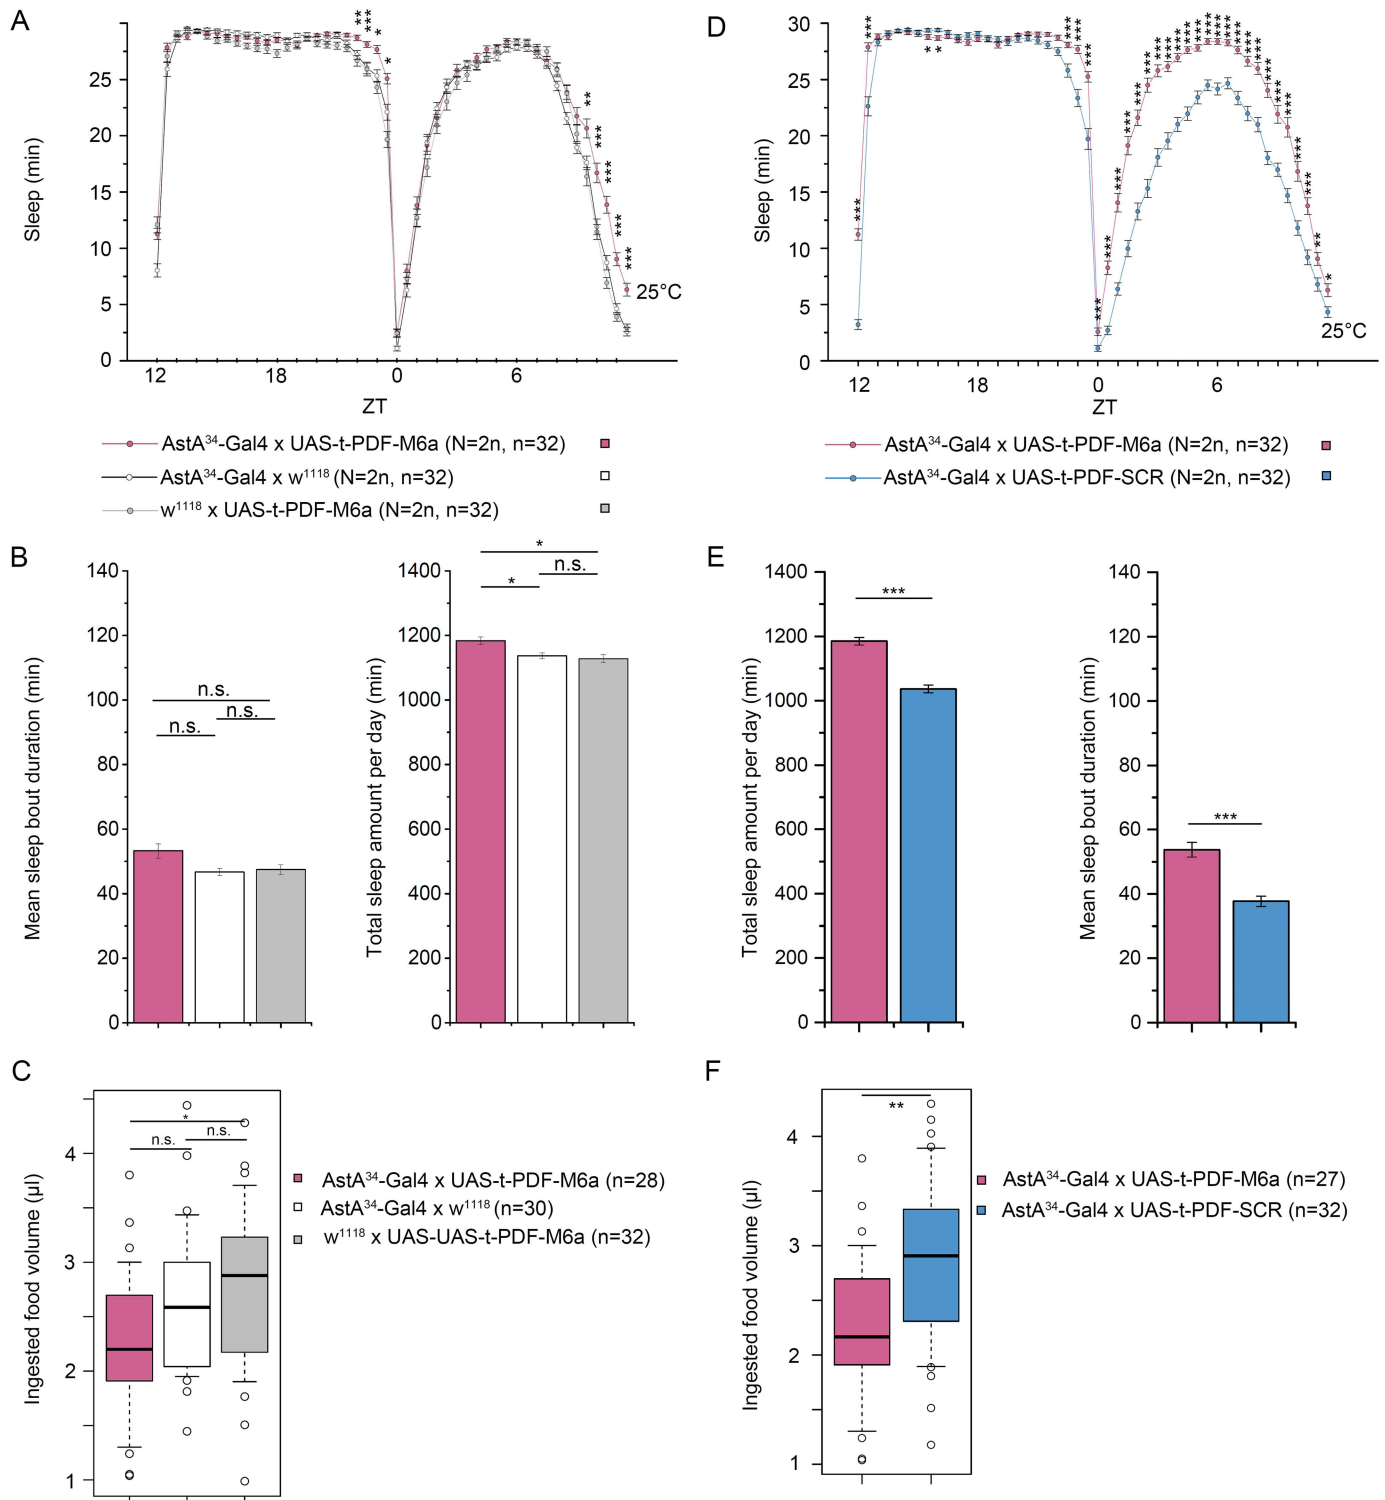 A
** *** * *
** *** *** *** ***
25
20
15
10
5
0
Sleep (min)
25°C
12 18 0 6
ZT
AstA³⁴-Gal4 x UAS-t-PDF-M6a (N=2n, n=32)
AstA³⁴-Gal4 x w¹¹¹⁸ (N=2n, n=32)
w¹¹¹⁸ x UAS-t-PDF-M6a (N=2n, n=32)
D
30
25
20
15
10
5
0
Sleep (min)
25°C
12 18 0 6
ZT
AstA³⁴-Gal4 x UAS-t-PDF-M6a (N=2n, n=32)
AstA³⁴-Gal4 x UAS-t-PDF-SCR (N=2n, n=32)
B
140
120
100
80
60
40
20
0
Mean sleep bout duration (min)
n.s.
n.s.
n.s.
1400
1200
1000
800
600
400
200
0
Total sleep amount per day (min)
*
n.s.
*
E
1400
1200
1000
800
600
400
200
0
Total sleep amount per day (min)
***
140
120
100
80
60
40
20
0
Mean sleep bout duration (min)
***
C
4
3
2
1
Ingested food volume (µl)
*
n.s.
n.s.
AstA³⁴-Gal4 x UAS-t-PDF-M6a (n=28)
AstA³⁴-Gal4 x w¹¹¹⁸ (n=30)
w¹¹¹⁸ x UAS-UAS-t-PDF-M6a (n=32)
F
4
3
2
1
Ingested food volume (µl)
**
AstA³⁴-Gal4 x UAS-t-PDF-M6a (n=27)
AstA³⁴-Gal4 x UAS-t-PDF-SCR (n=32)